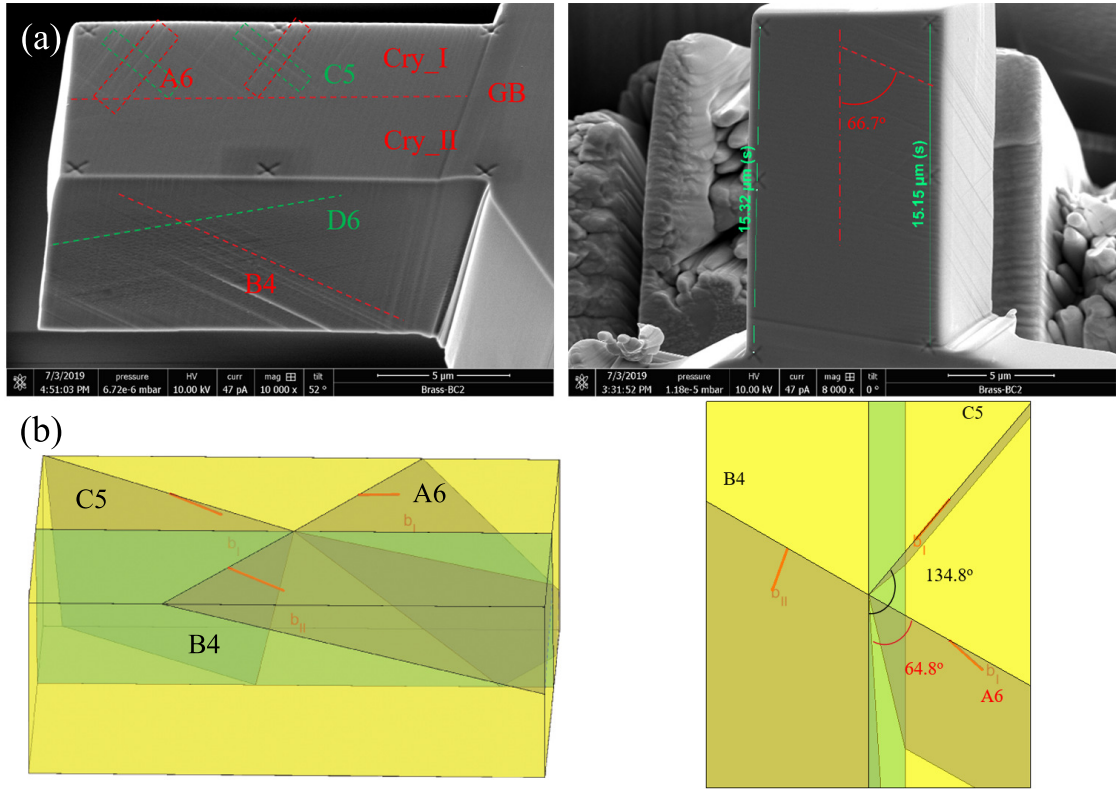 (a)
Cry_I
A6
C5
GB
Cry_II
D6
B4
7/3/2019 pressure HV curr mag tilt 5 µm
4:51:03 PM 6.72e-6 mbar 10.00 kV 47 pA 10 000 x 52 ° Brass-BC2
66.7º
15.32 µm (s)
15.15 µm (s)
7/3/2019 pressure HV curr mag tilt 5 µm
3:31:52 PM 1.18e-5 mbar 10.00 kV 47 pA 8 000 x 0 ° Brass-BC2
(b)
C5
A6
bI
bI
bII
B4
C5
B4
bI
134.8º
bII
64.8º
bI
A6